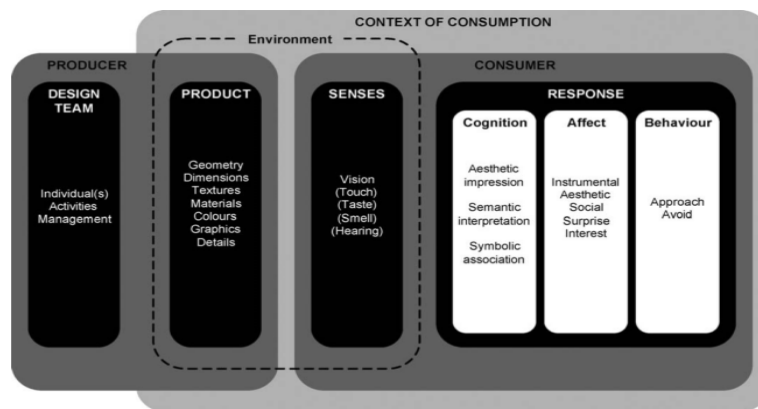 CONTEXT OF CONSUMPTION
Environment
PRODUCER
CONSUMER
DESIGN
TEAM
Individual(s)
Activities
Management
PRODUCT
Geometry
Dimensions
Textures
Materials
Colours
Graphics
Details
SENSES
Vision
(Touch)
(Taste)
(Smell)
(Hearing)
RESPONSE
Cognition
Aesthetic
impression
Semantic
interpretation
Symbolic
association
Affect
Instrumental
Aesthetic
Social
Surprise
Interest
Behaviour
Approach
Avoid